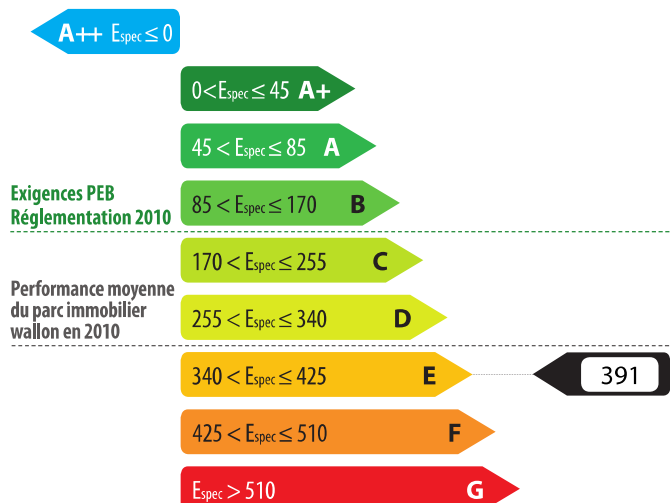 A++ Espec ≤ 0
0 < Espec ≤ 45 A+
45 < Espec ≤ 85 A
Exigences PEB
Réglementation 2010
85 < Espec ≤ 170 B
170 < Espec ≤ 255 C
Performance moyenne
du parc immobilier
wallon en 2010
255 < Espec ≤ 340 D
340 < Espec ≤ 425 E
391
425 < Espec ≤ 510 F
Espec > 510 G